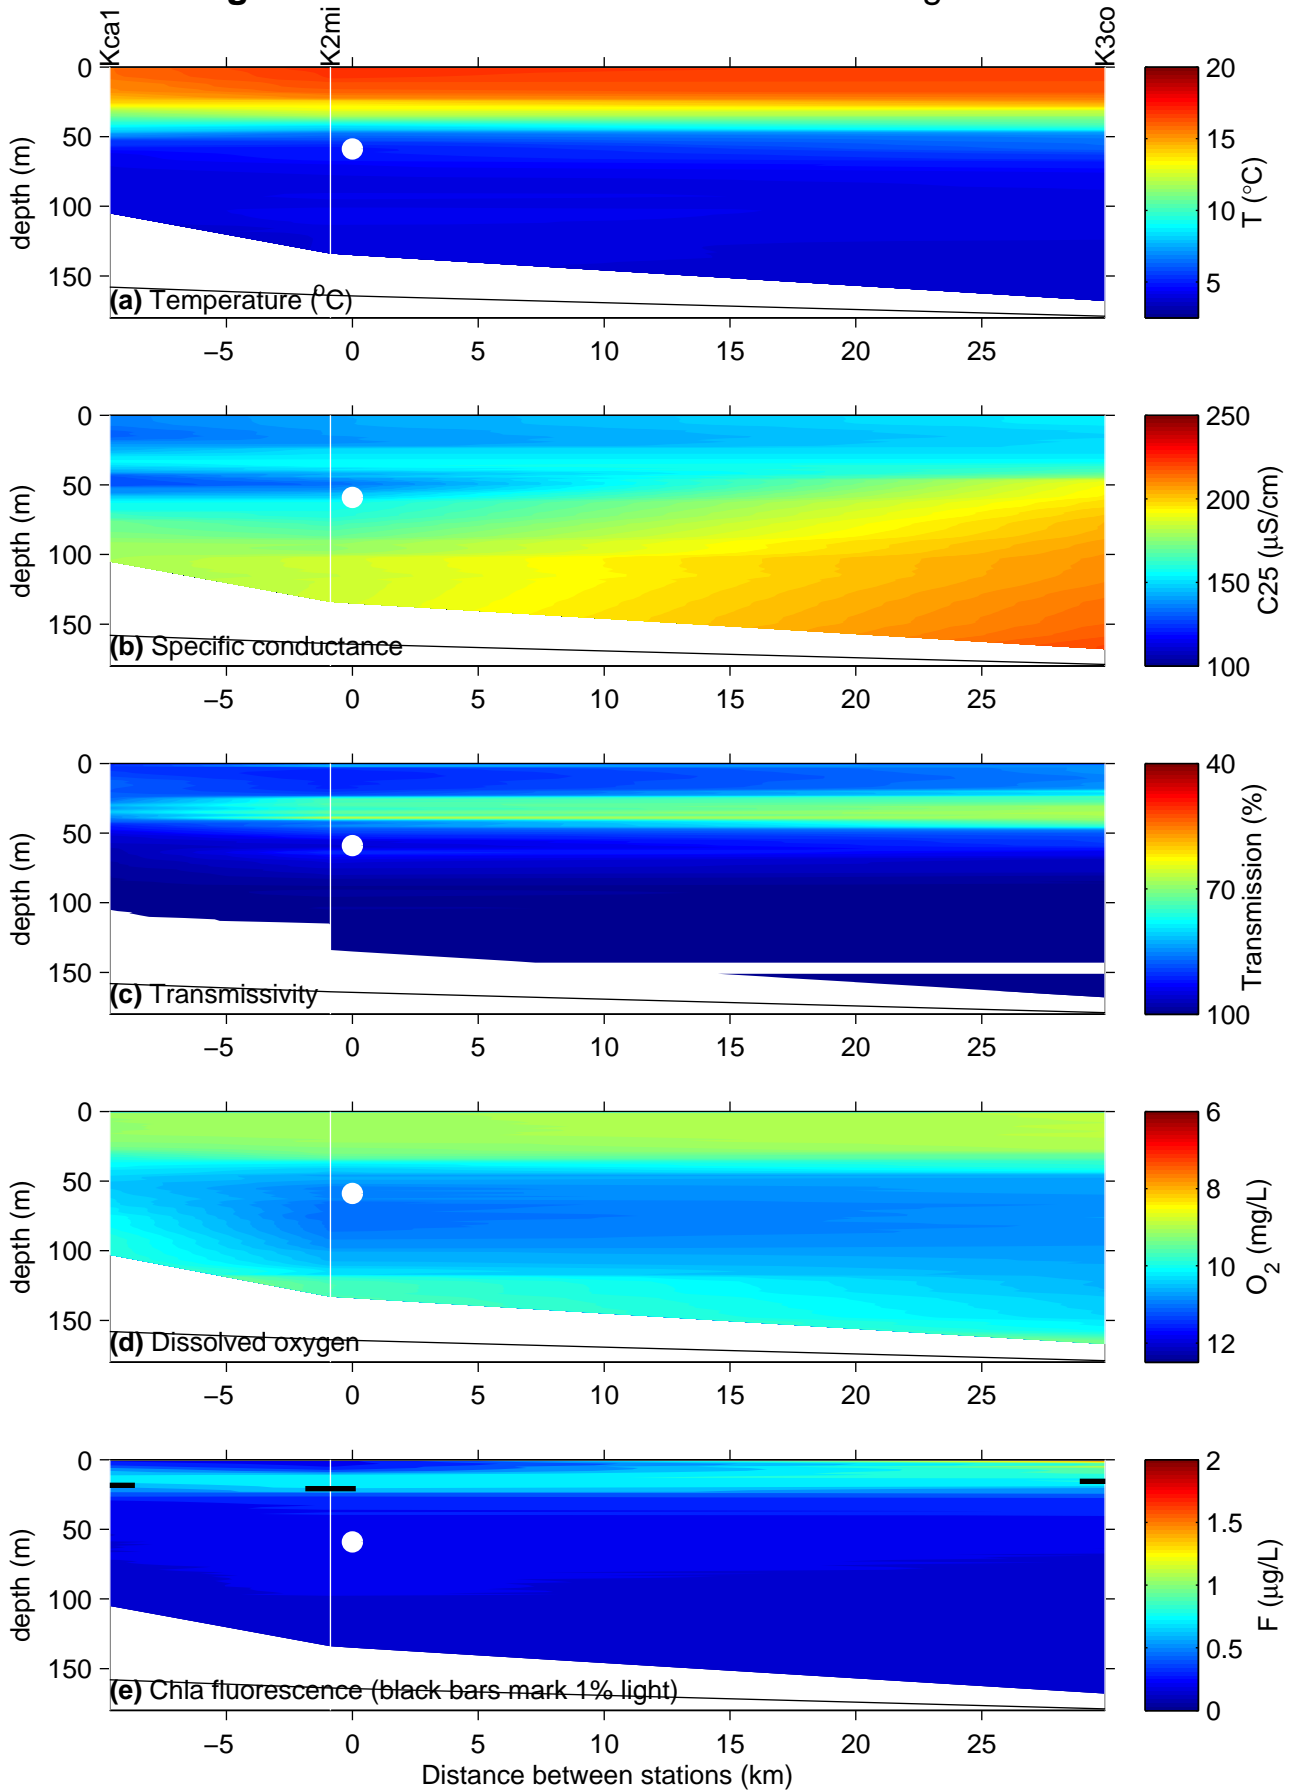 Kca1 K2mi K3co
0
50
100
150
depth (m)
(a) Temperature (°C)
−5 0 5 10 15 20 25
20
15
10
5
T (°C)
0
50
100
150
depth (m)
(b) Specific conductance
−5 0 5 10 15 20 25
250
200
150
100
C25 (µS/cm)
0
50
100
150
depth (m)
(c) Transmissivity
−5 0 5 10 15 20 25
40
70
100
Transmission (%)
0
50
100
150
depth (m)
(d) Dissolved oxygen
−5 0 5 10 15 20 25
6
8
10
12
O2 (mg/L)
0
50
100
150
depth (m)
(e) Chla fluorescence (black bars mark 1% light)
−5 0 5 10 15 20 25
Distance between stations (km)
2
1.5
1
0.5
0
F (µg/L)